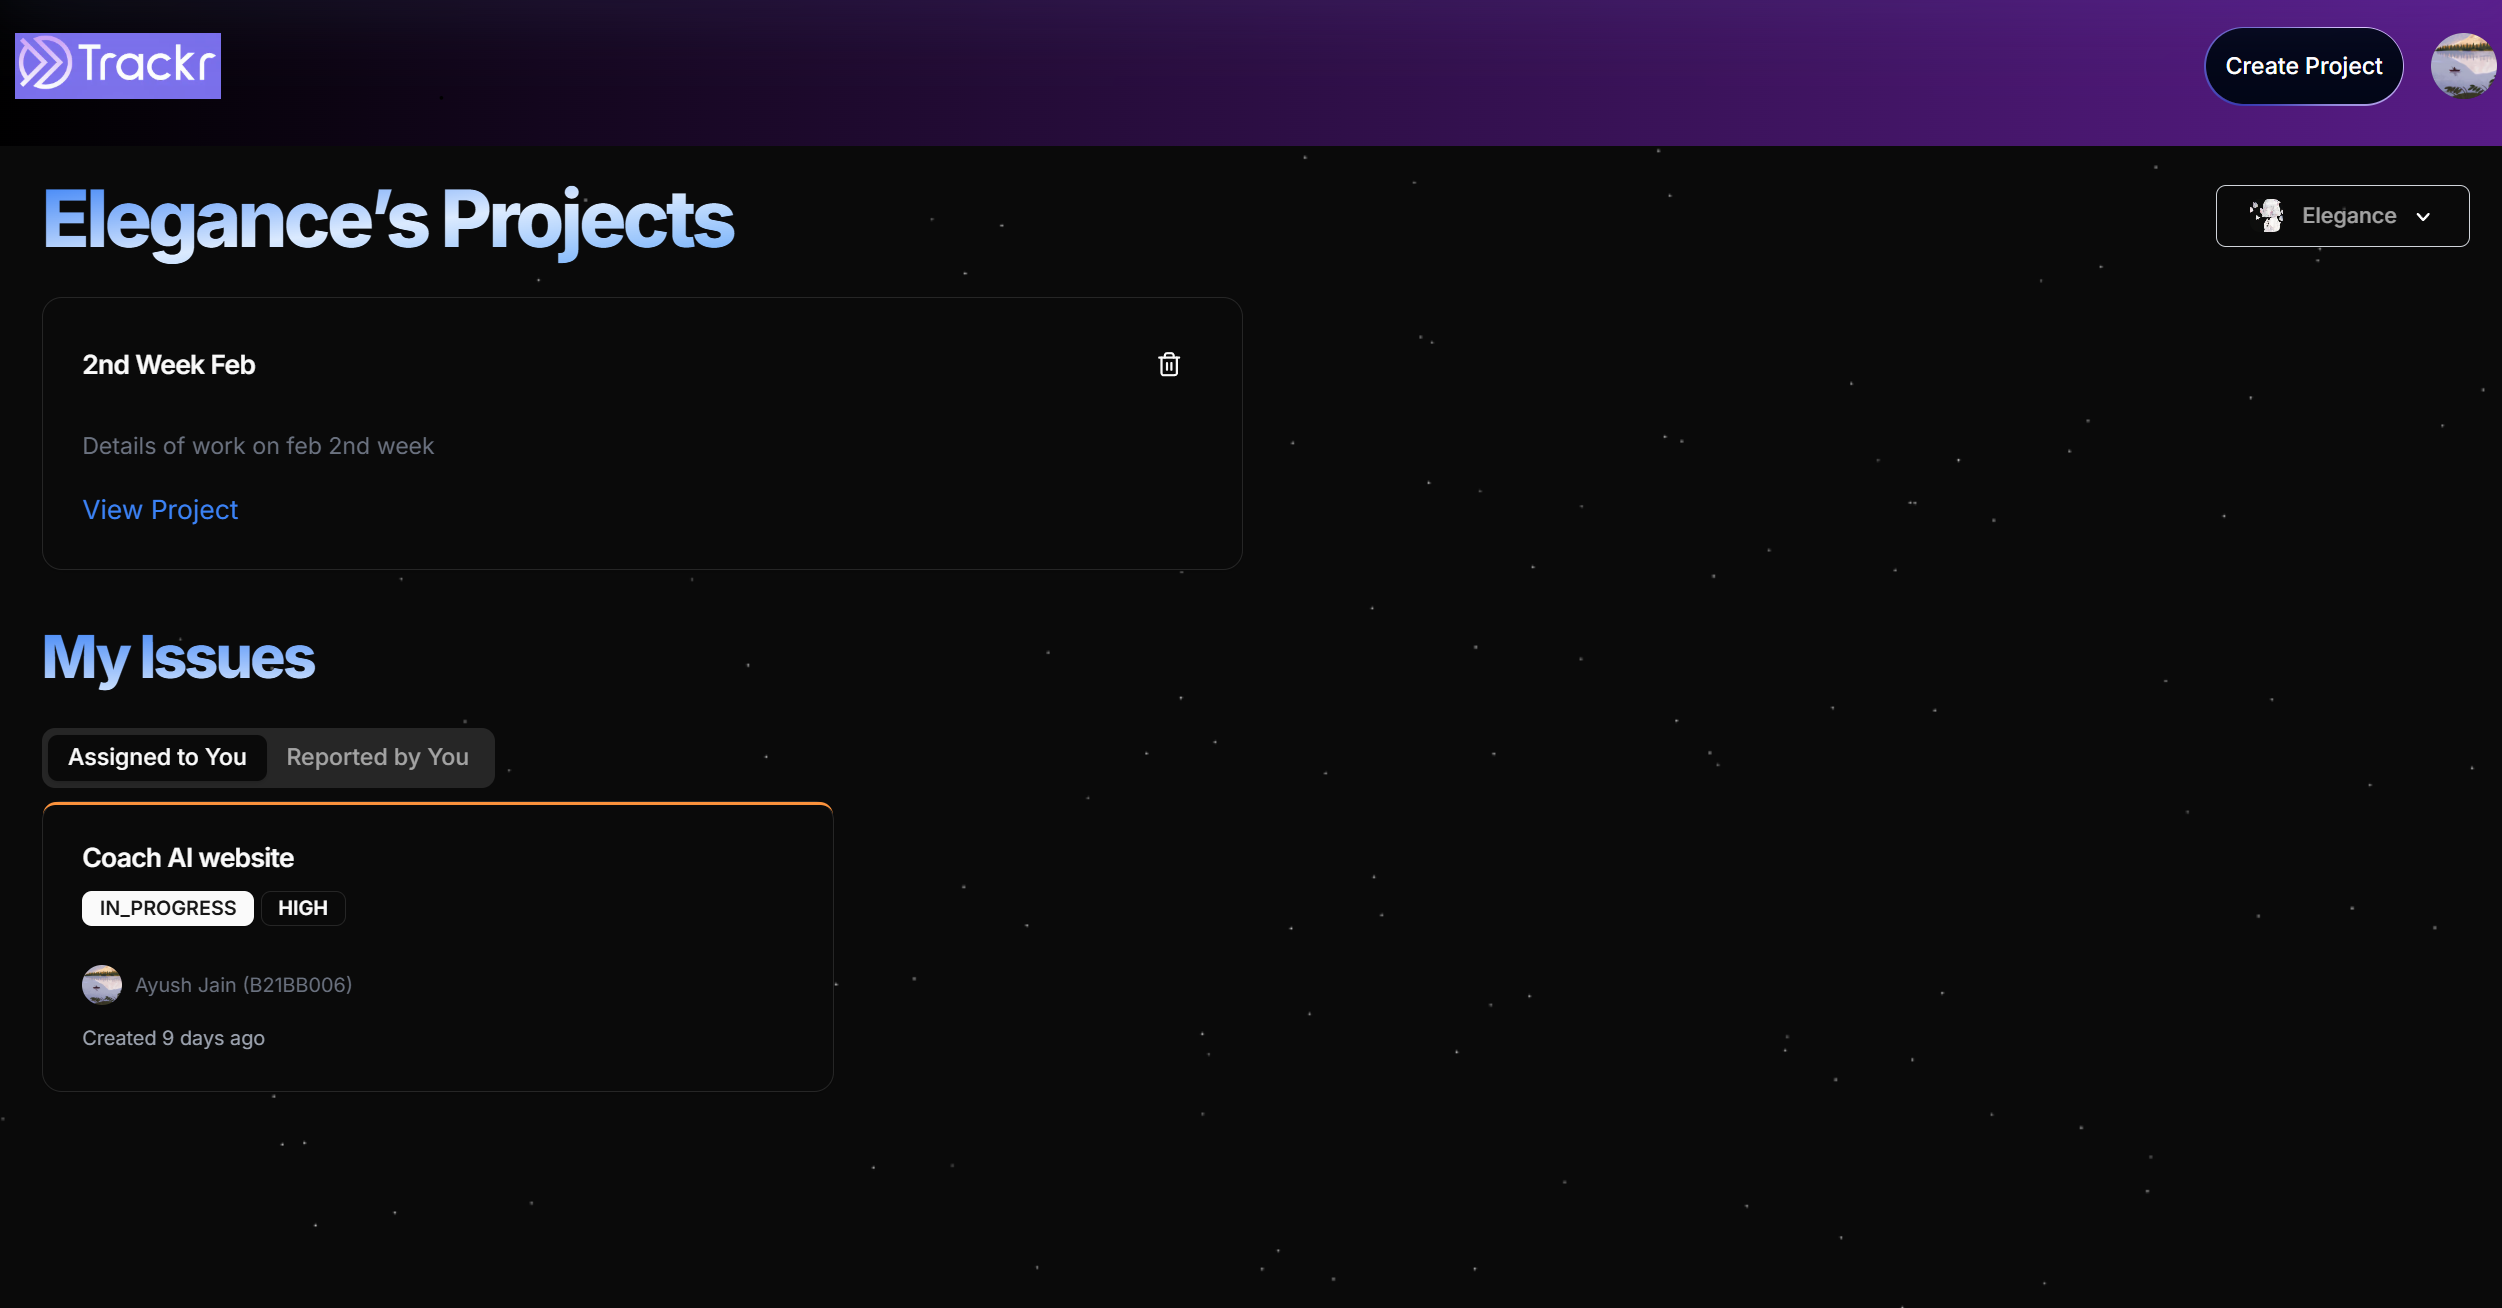 Trackr
Create Project
Elegance’s Projects
Elegance
2nd Week Feb
Details of work on feb 2nd week
View Project
My Issues
Assigned to You
Reported by You
Coach AI website
IN_PROGRESS
HIGH
Ayush Jain (B21BB006)
Created 9 days ago